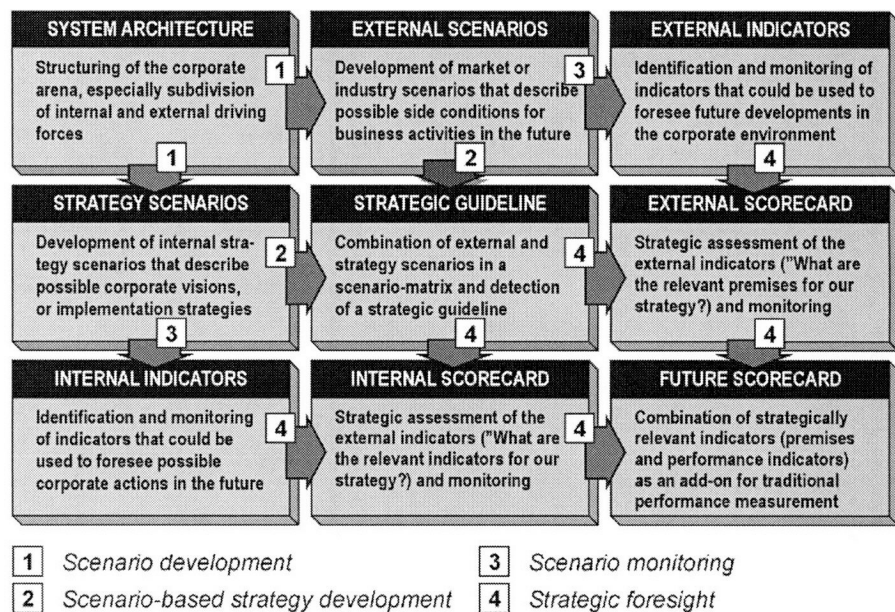 SYSTEM ARCHITECTURE
Structuring of the corporate
arena, especially subdivision
of internal and external driving
forces
1
EXTERNAL SCENARIOS
Development of market or
industry scenarios that describe
possible side conditions for
business activities in the future
3
EXTERNAL INDICATORS
Identification and monitoring of
indicators that could be used to
foresee future developments in
the corporate environment
1
2
4
STRATEGY SCENARIOS
Development of internal stra-
tegy scenarios that describe
possible corporate visions,
or implementation strategies
2
STRATEGIC GUIDELINE
Combination of external and
strategy scenarios in a
scenario-matrix and detection
of a strategic guideline
4
EXTERNAL SCORECARD
Strategic assessment of the
external indicators ("What are
the relevant premises for our
strategy?) and monitoring
3
4
4
INTERNAL INDICATORS
Identification and monitoring
of indicators that could be
used to foresee possible
corporate actions in the future
4
INTERNAL SCORECARD
Strategic assessment of the
external indicators ("What are
the relevant indicators for our
strategy?) and monitoring
4
FUTURE SCORECARD
Combination of strategically
relevant indicators (premises
and performance indicators)
as an add-on for traditional
performance measurement
1 Scenario development
3 Scenario monitoring
2 Scenario-based strategy development
4 Strategic foresight